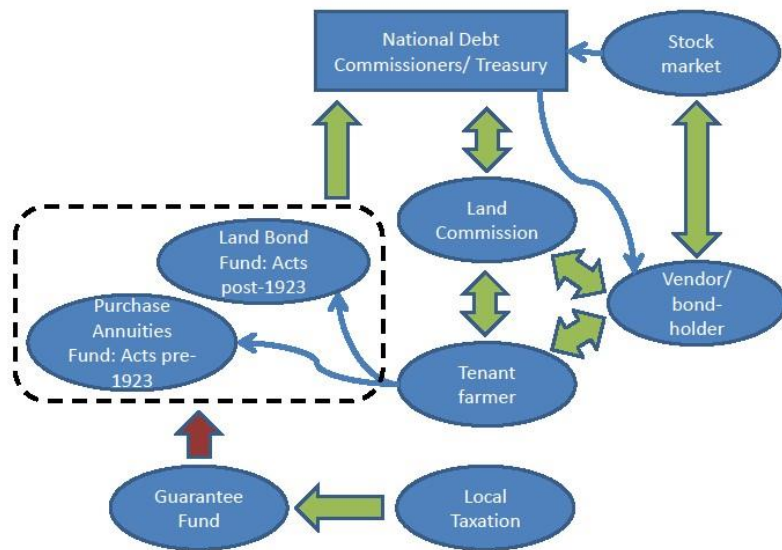 National Debt
Commissioners/ Treasury
Stock
market
Land
Commission
Land Bond
Fund: Acts
post-1923
Vendor/
bond-
holder
Purchase
Annuities
Fund: Acts pre-
1923
Tenant
farmer
Guarantee
Fund
Local
Taxation